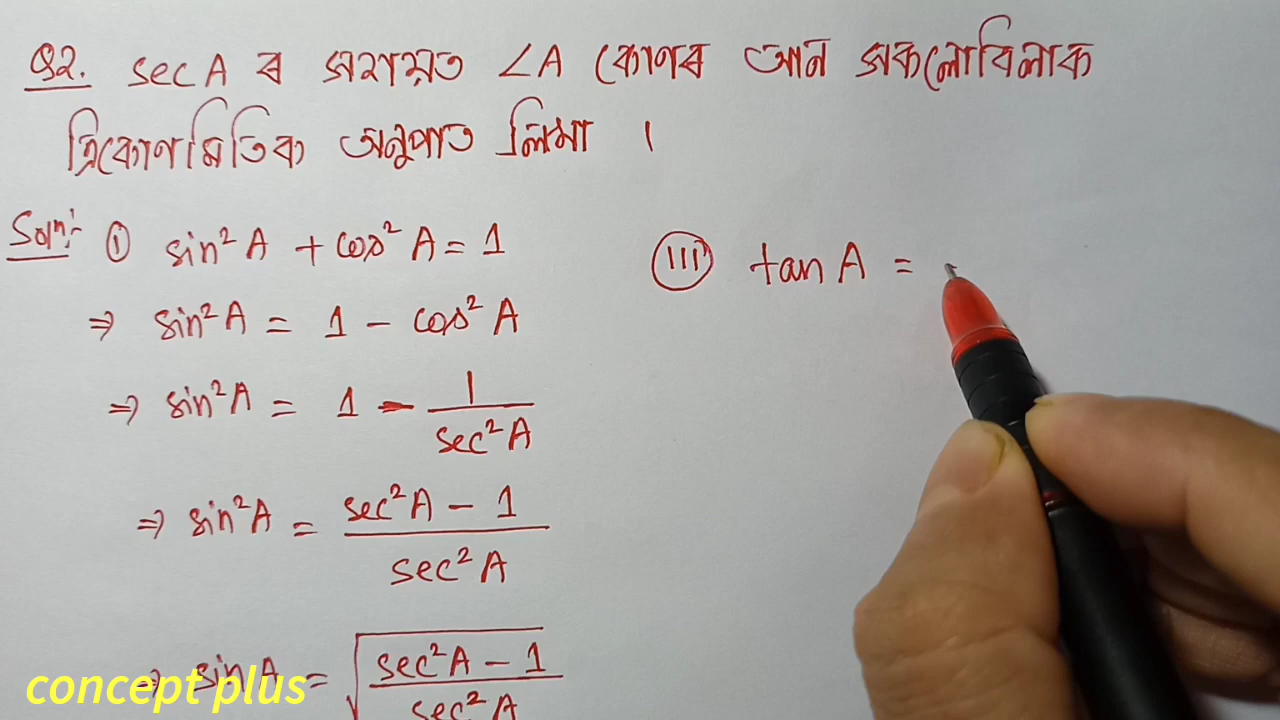 Q2. sec A ৰ সহায়ত ∠A কোণৰ আন সকলোবিলাক
ত্ৰিকোণমিতিক অনুপাত লিখা ।
Soln:- ① sin²A + cos²A = 1
⇒ sin²A = 1 - cos²A
⇒ sin²A = 1 - 1/sec²A
⇒ sin²A = sec²A - 1 / sec²A
⇒ sin A = √(sec²A - 1 / sec²A)
(III) tan A =
concept plus